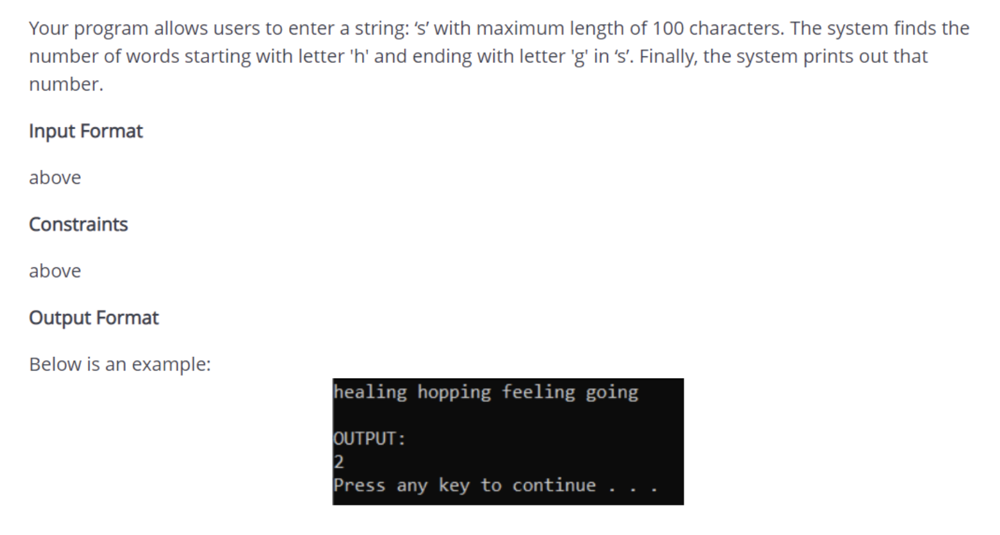 Your program allows users to enter a string: ‘s’ with maximum length of 100 characters. The system finds the
number of words starting with letter 'h' and ending with letter 'g' in ‘s’. Finally, the system prints out that
number.
Input Format
above
Constraints
above
Output Format
Below is an example:
healing hopping feeling going
OUTPUT:
2
Press any key to continue . . .